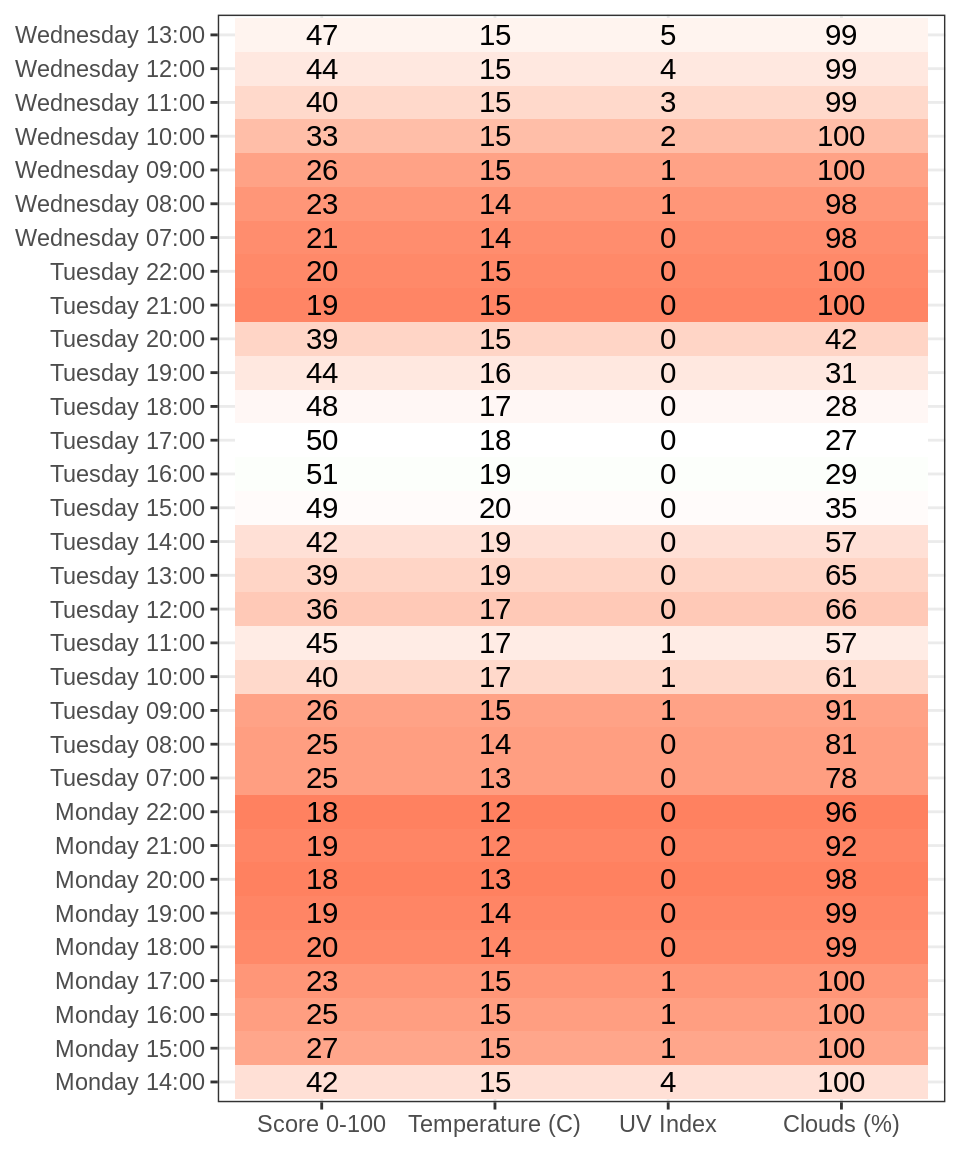 Wednesday 13:00 47 15 5 99
Wednesday 12:00 44 15 4 99
Wednesday 11:00 40 15 3 99
Wednesday 10:00 33 15 2 100
Wednesday 09:00 26 15 1 100
Wednesday 08:00 23 14 1 98
Wednesday 07:00 21 14 0 98
Tuesday 22:00 20 15 0 100
Tuesday 21:00 19 15 0 100
Tuesday 20:00 39 15 0 42
Tuesday 19:00 44 16 0 31
Tuesday 18:00 48 17 0 28
Tuesday 17:00 50 18 0 27
Tuesday 16:00 51 19 0 29
Tuesday 15:00 49 20 0 35
Tuesday 14:00 42 19 0 57
Tuesday 13:00 39 19 0 65
Tuesday 12:00 36 17 0 66
Tuesday 11:00 45 17 1 57
Tuesday 10:00 40 17 1 61
Tuesday 09:00 26 15 1 91
Tuesday 08:00 25 14 0 81
Tuesday 07:00 25 13 0 78
Monday 22:00 18 12 0 96
Monday 21:00 19 12 0 92
Monday 20:00 18 13 0 98
Monday 19:00 19 14 0 99
Monday 18:00 20 14 0 99
Monday 17:00 23 15 1 100
Monday 16:00 25 15 1 100
Monday 15:00 27 15 1 100
Monday 14:00 42 15 4 100
Score 0-100 Temperature (C) UV Index Clouds (%)